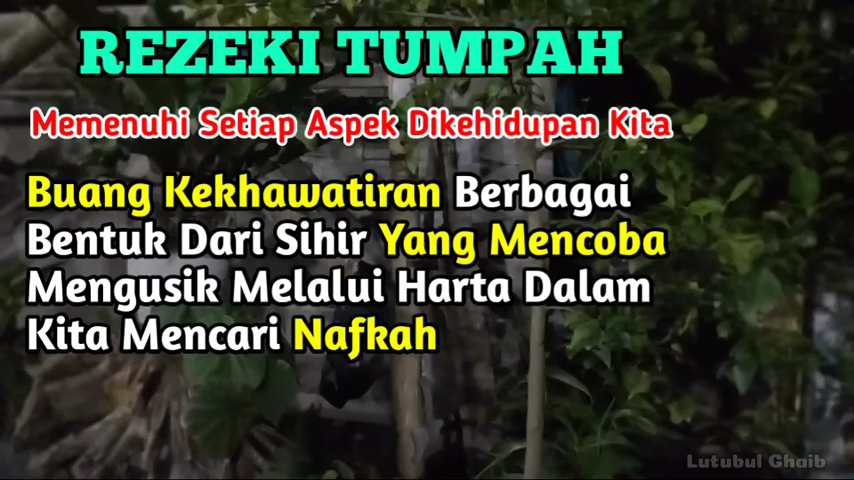 REZEKI TUMPAH
Memenuhi Setiap Aspek Dikehidupan Kita
Buang Kekhawatiran Berbagai
Bentuk Dari Sihir Yang Mencoba
Mengusik Melalui Harta Dalam
Kita Mencari Nafkah
Lutubul Ghaib